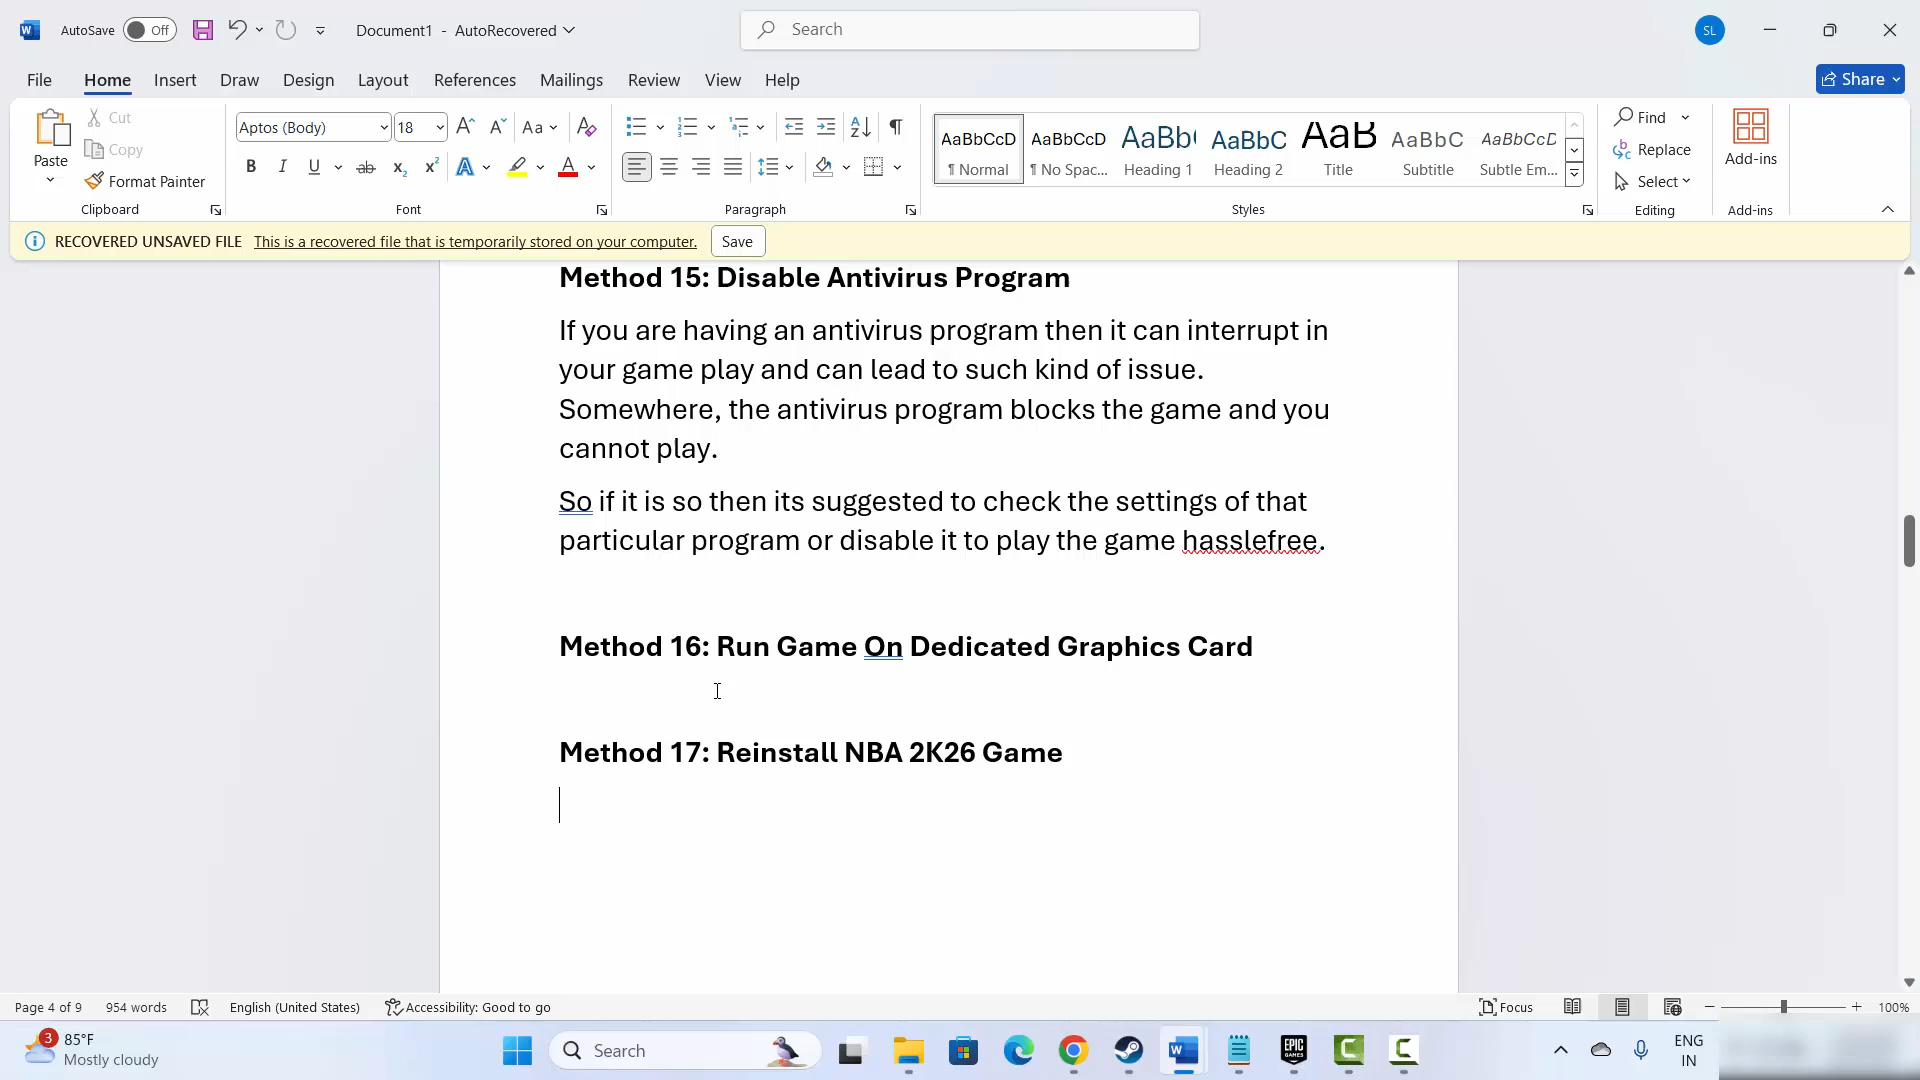 AutoSave Off Document1 - AutoRecovered Search SL
File Home Insert Draw Design Layout References Mailings Review View Help Share
Paste Cut Copy Format Painter Clipboard
Aptos (Body) 18 Aa
B I U ab x₂ x² A A
Font
Paragraph
AaBbCcD AaBbCcD AaBb( AaBbC AaB AaBbC AaBbCcD
¶ Normal ¶ No Spac... Heading 1 Heading 2 Title Subtitle Subtle Em...
Styles
Find Replace Select Editing
Add-ins Add-ins
RECOVERED UNSAVED FILE This is a recovered file that is temporarily stored on your computer. Save
Method 15: Disable Antivirus Program
If you are having an antivirus program then it can interrupt in
your game play and can lead to such kind of issue.
Somewhere, the antivirus program blocks the game and you
cannot play.
So if it is so then its suggested to check the settings of that
particular program or disable it to play the game hasslefree.
Method 16: Run Game On Dedicated Graphics Card
Method 17: Reinstall NBA 2K26 Game
Page 4 of 9 954 words English (United States) Accessibility: Good to go Focus 100%
3 85°F
Mostly cloudy
Search
EPIC GAMES
ENG
IN